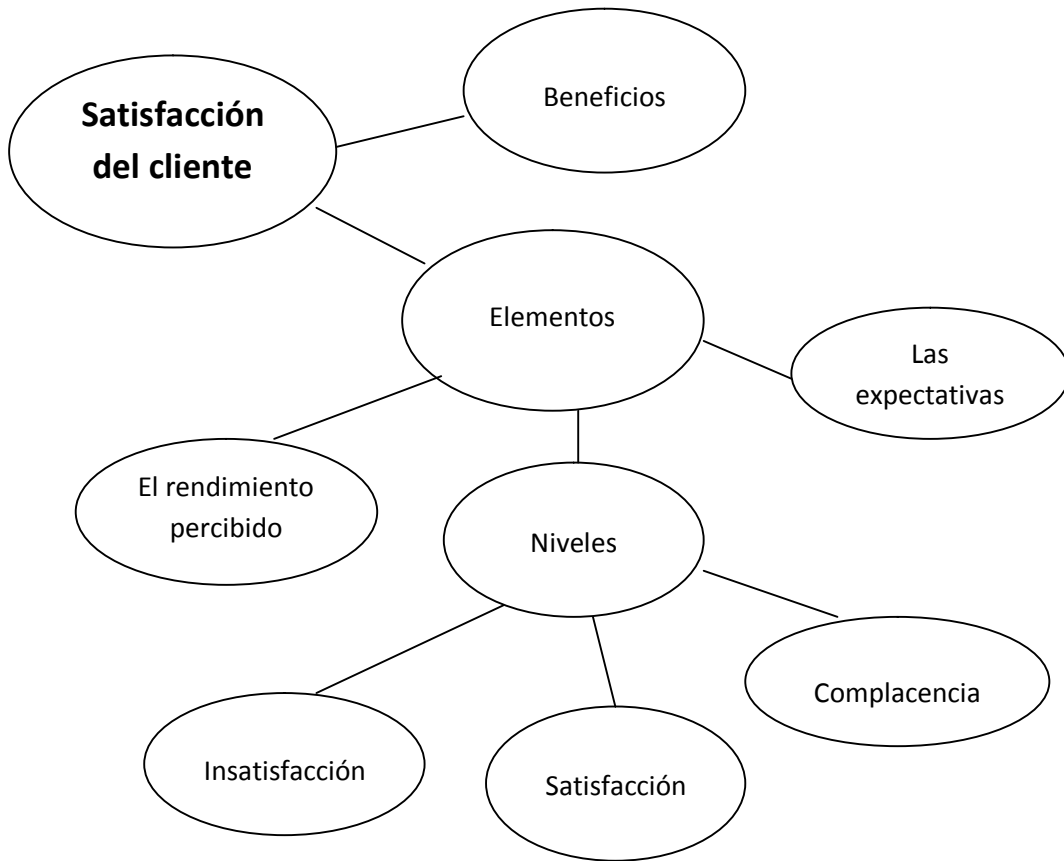 Satisfacción
del cliente
Beneficios
Elementos
Las
expectativas
El rendimiento
percibido
Niveles
Complacencia
Insatisfacción
Satisfacción